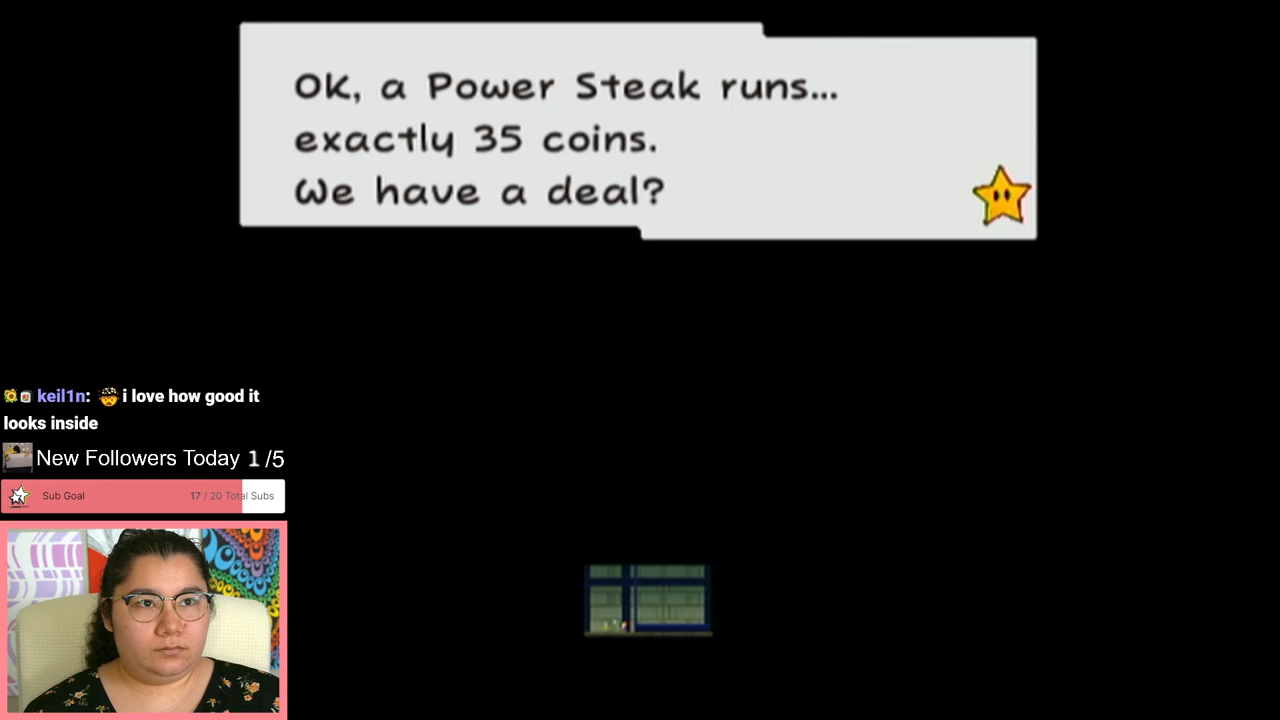 OK, a Power Steak runs...
exactly 35 coins.
We have a deal?
keil1n: i love how good it
looks inside
New Followers Today 1 /5
Sub Goal 17 / 20 Total Subs